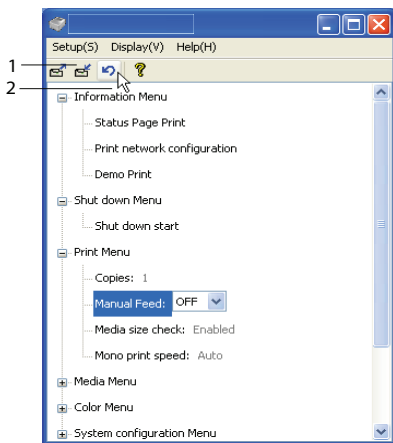 Setup(S) Display(V) Help(H)
1
2
Information Menu
Status Page Print
Print network configuration
Demo Print
Shut down Menu
Shut down start
Print Menu
Copies: 1
Manual Feed: OFF
Media size check: Enabled
Mono print speed: Auto
Media Menu
Color Menu
System configuration Menu